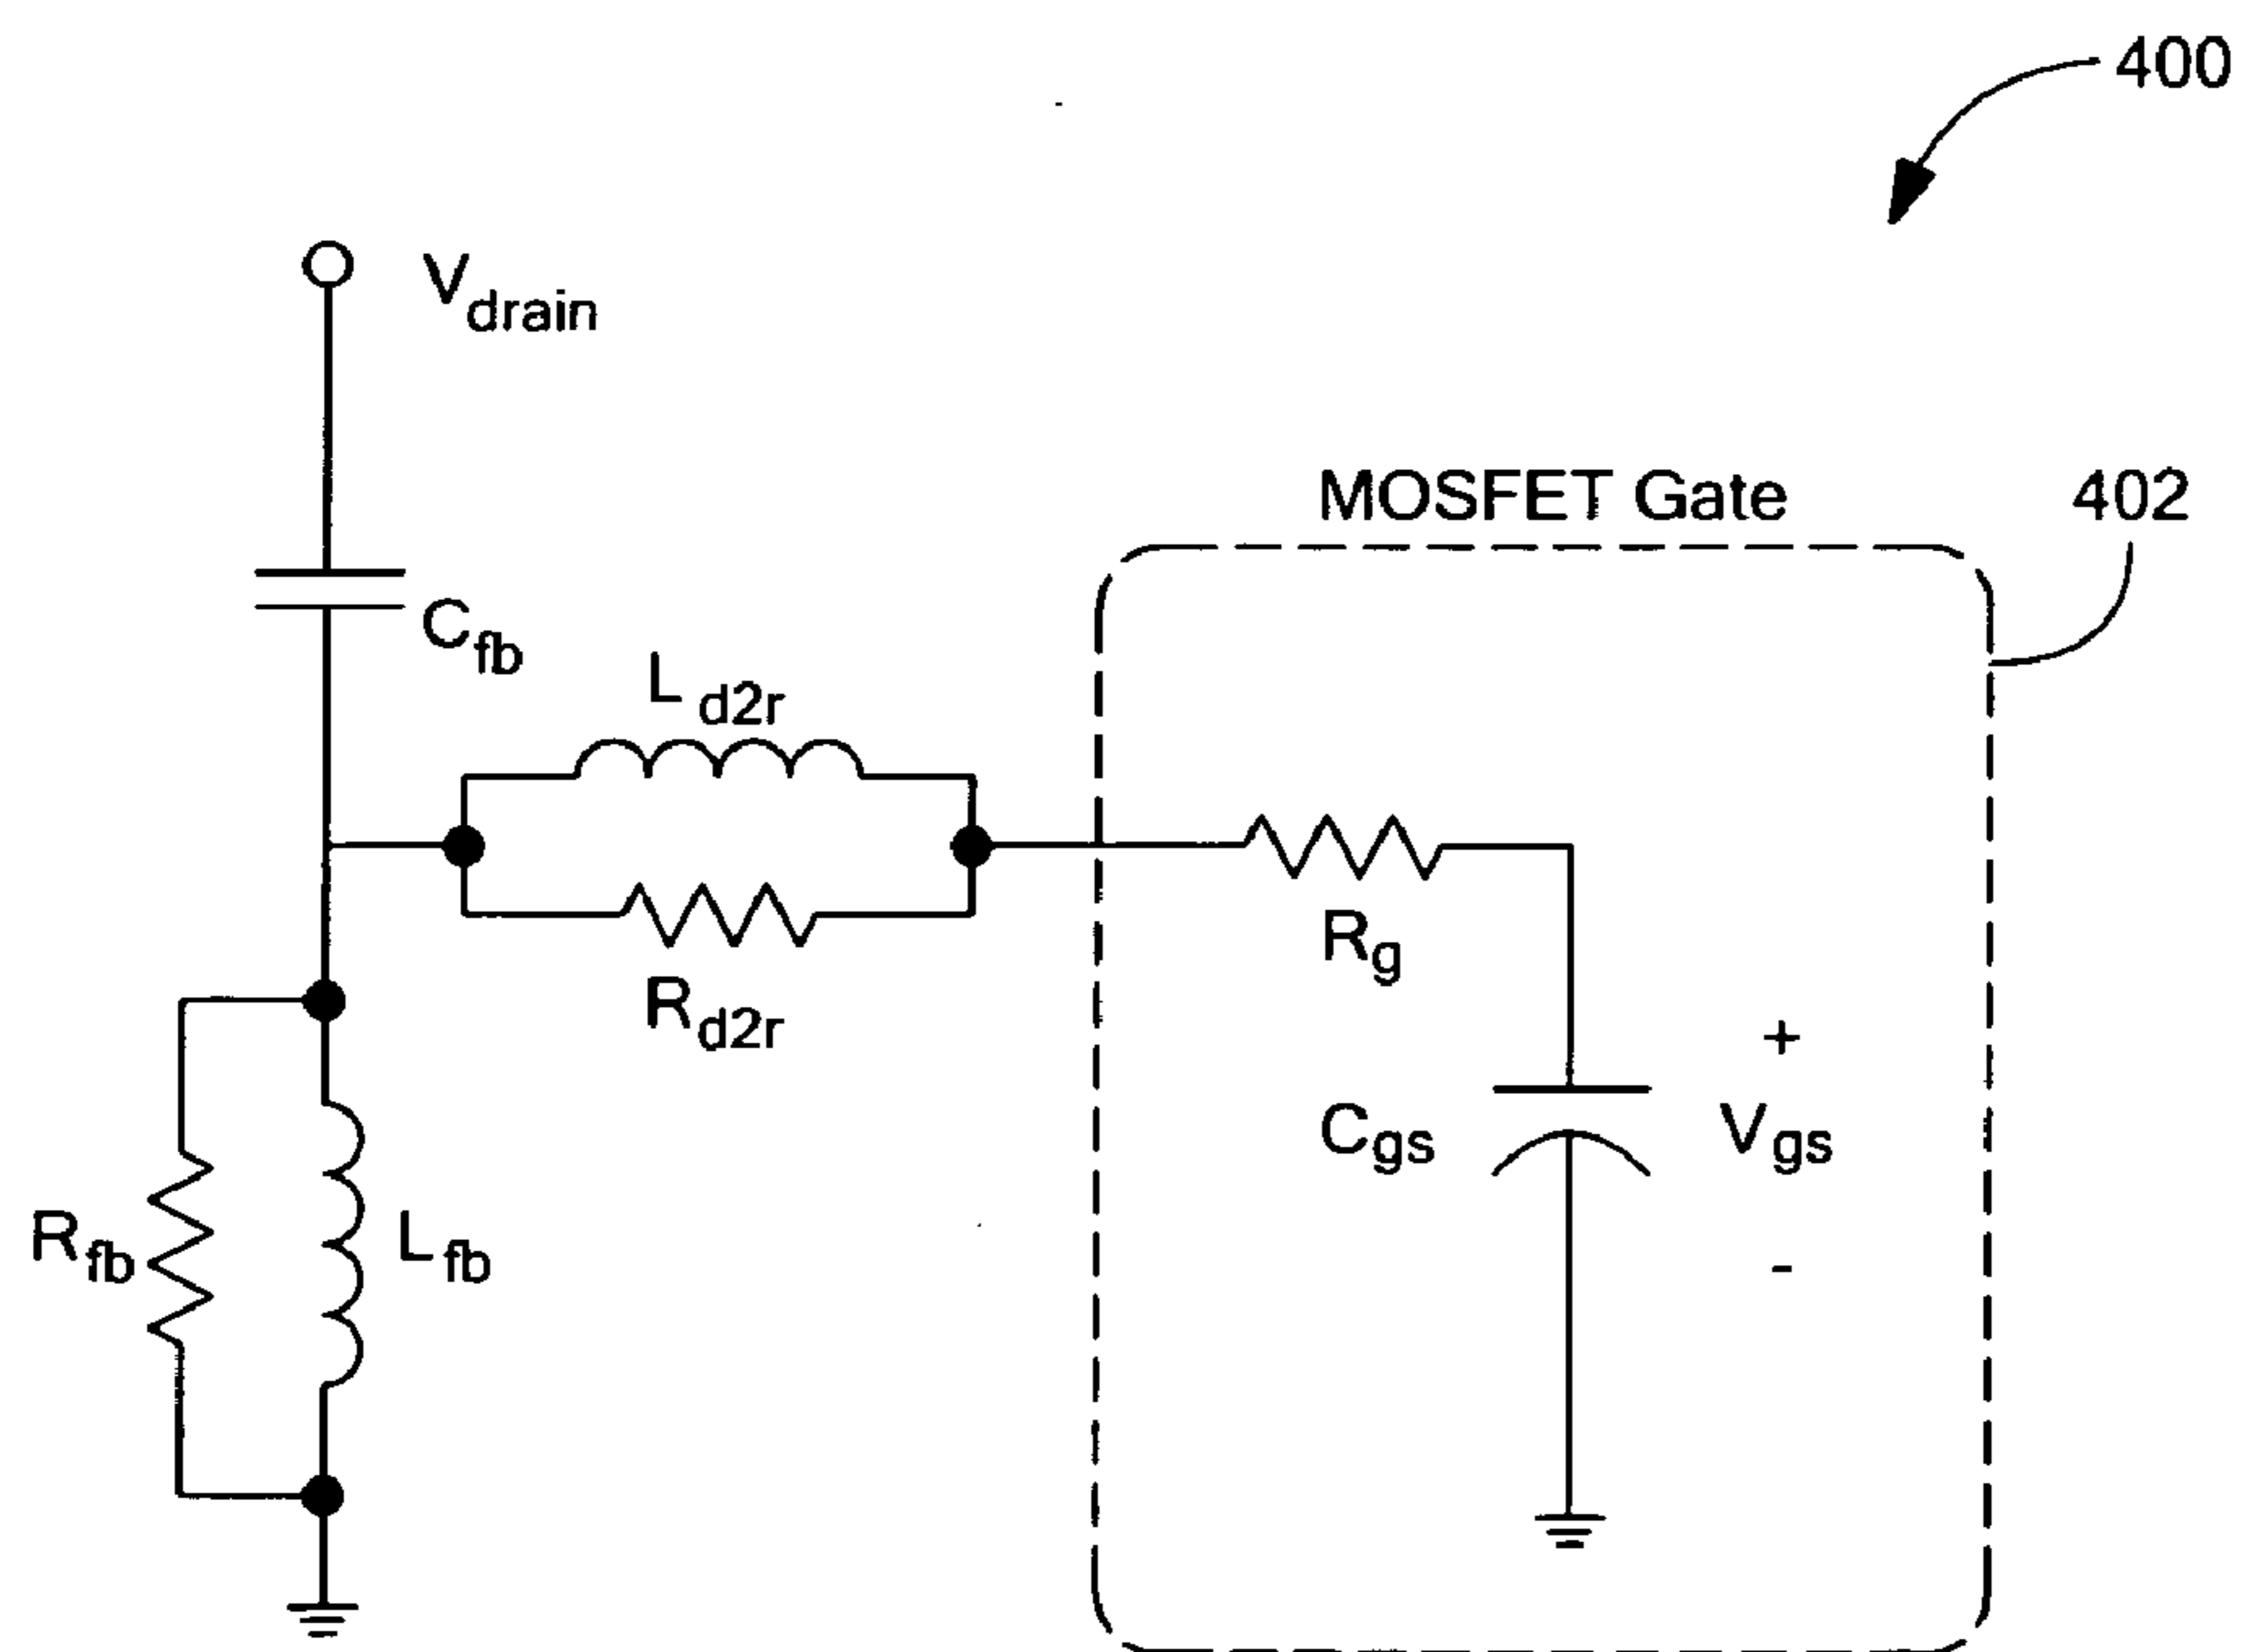 400
Vdrain
MOSFET Gate
402
Cfb
Ld2r
Rg
Rd2r
+
Cgs
Vgs
Rfb
Lfb
-